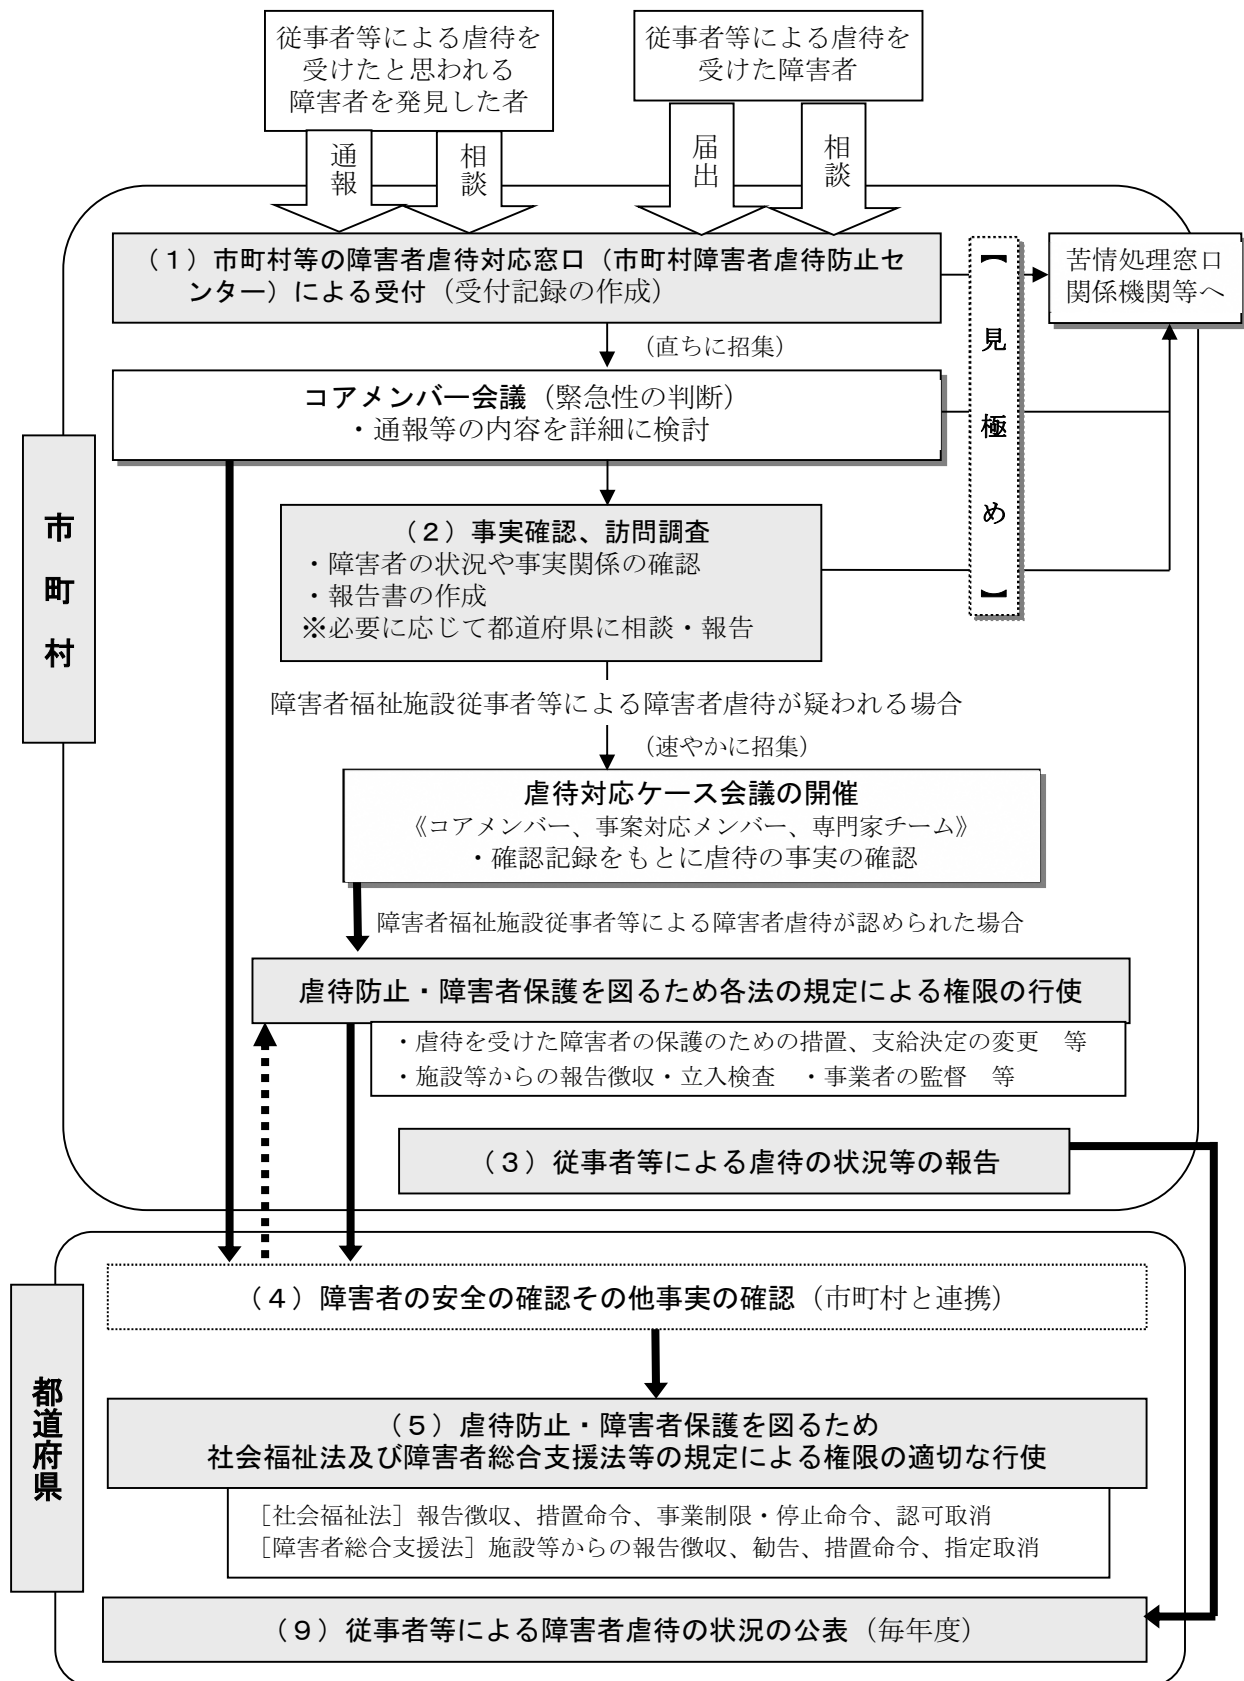 従事者等による虐待を
受けたと思われる
障害者を発見した者
従事者等による虐待を
受けた障害者
通報
相談
届出
相談
（１）市町村等の障害者虐待対応窓口（市町村障害者虐待防止セ
ンター）による受付（受付記録の作成）
【見極め】
苦情処理窓口
関係機関等へ
（直ちに招集）
コアメンバー会議（緊急性の判断）
・通報等の内容を詳細に検討
市町村
（２）事実確認、訪問調査
・障害者の状況や事実関係の確認
・報告書の作成
※必要に応じて都道府県に相談・報告
障害者福祉施設従事者等による障害者虐待が疑われる場合
（速やかに招集）
虐待対応ケース会議の開催
《コアメンバー、事案対応メンバー、専門家チーム》
・確認記録をもとに虐待の事実の確認
障害者福祉施設従事者等による障害者虐待が認められた場合
虐待防止・障害者保護を図るため各法の規定による権限の行使
・虐待を受けた障害者の保護のための措置、支給決定の変更　等
・施設等からの報告徴収・立入検査　・事業者の監督　等
（３）従事者等による虐待の状況等の報告
都道府県
（４）障害者の安全の確認その他事実の確認（市町村と連携）
（５）虐待防止・障害者保護を図るため
社会福祉法及び障害者総合支援法等の規定による権限の適切な行使
［社会福祉法］報告徴収、措置命令、事業制限・停止命令、認可取消
［障害者総合支援法］施設等からの報告徴収、勧告、措置命令、指定取消
（９）従事者等による障害者虐待の状況の公表（毎年度）